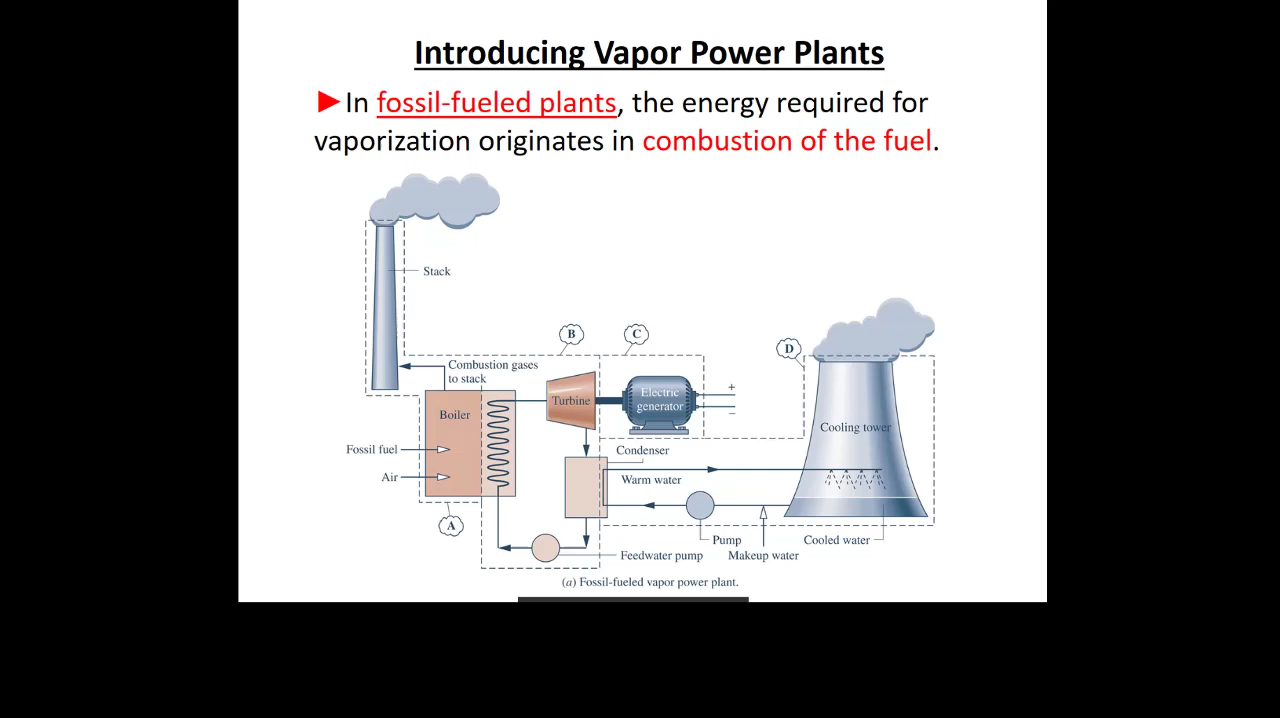 Introducing Vapor Power Plants
►In fossil-fueled plants, the energy required for
vaporization originates in combustion of the fuel.
Stack
B
C
D
Combustion gases
to stack
Boiler
Turbine
Electric
generator
+
−
Cooling tower
Fossil fuel
Air
Condenser
Warm water
A
Pump
Cooled water
Feedwater pump
Makeup water
(a) Fossil-fueled vapor power plant.